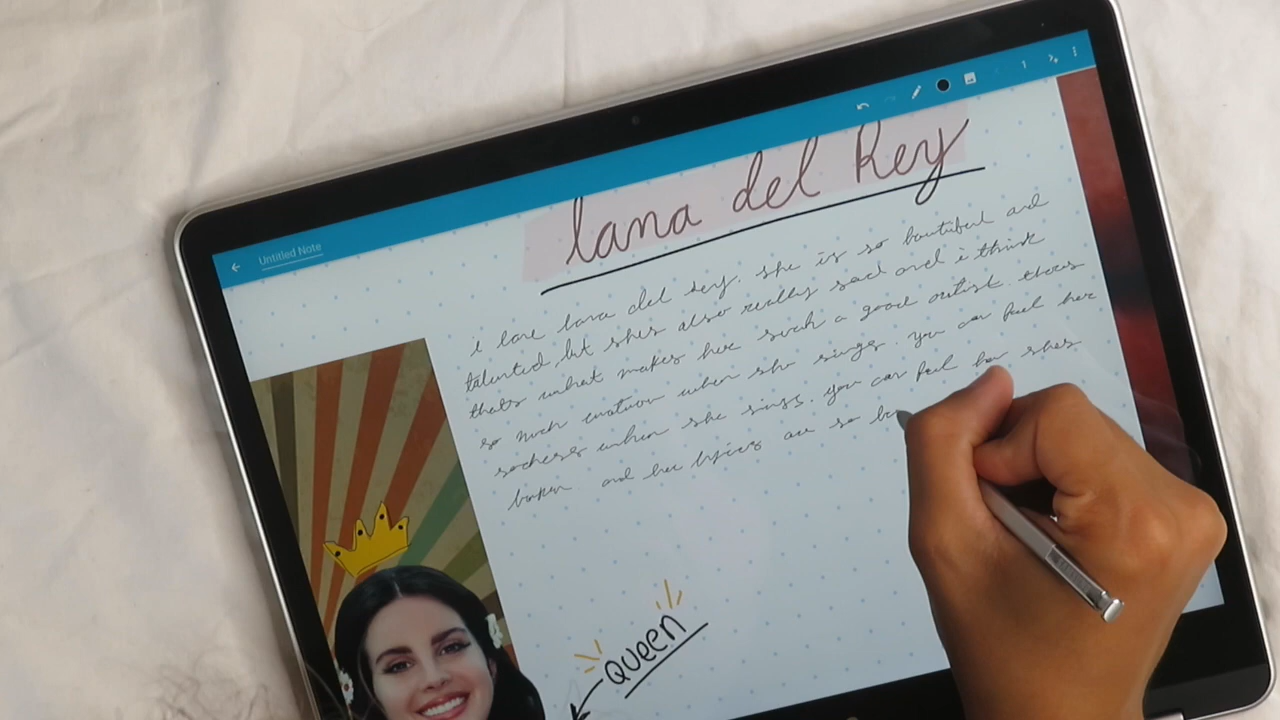 Untitled Note
lana del Rey
i love lana del rey. she is so beautiful and
talented but shes also really sad and i think
thats what makes her such a good artist. theres
so much emotion when she sings. you can feel her
sadness when she sings. you can feel how shes
broken. and her lyrics are so be
Queen